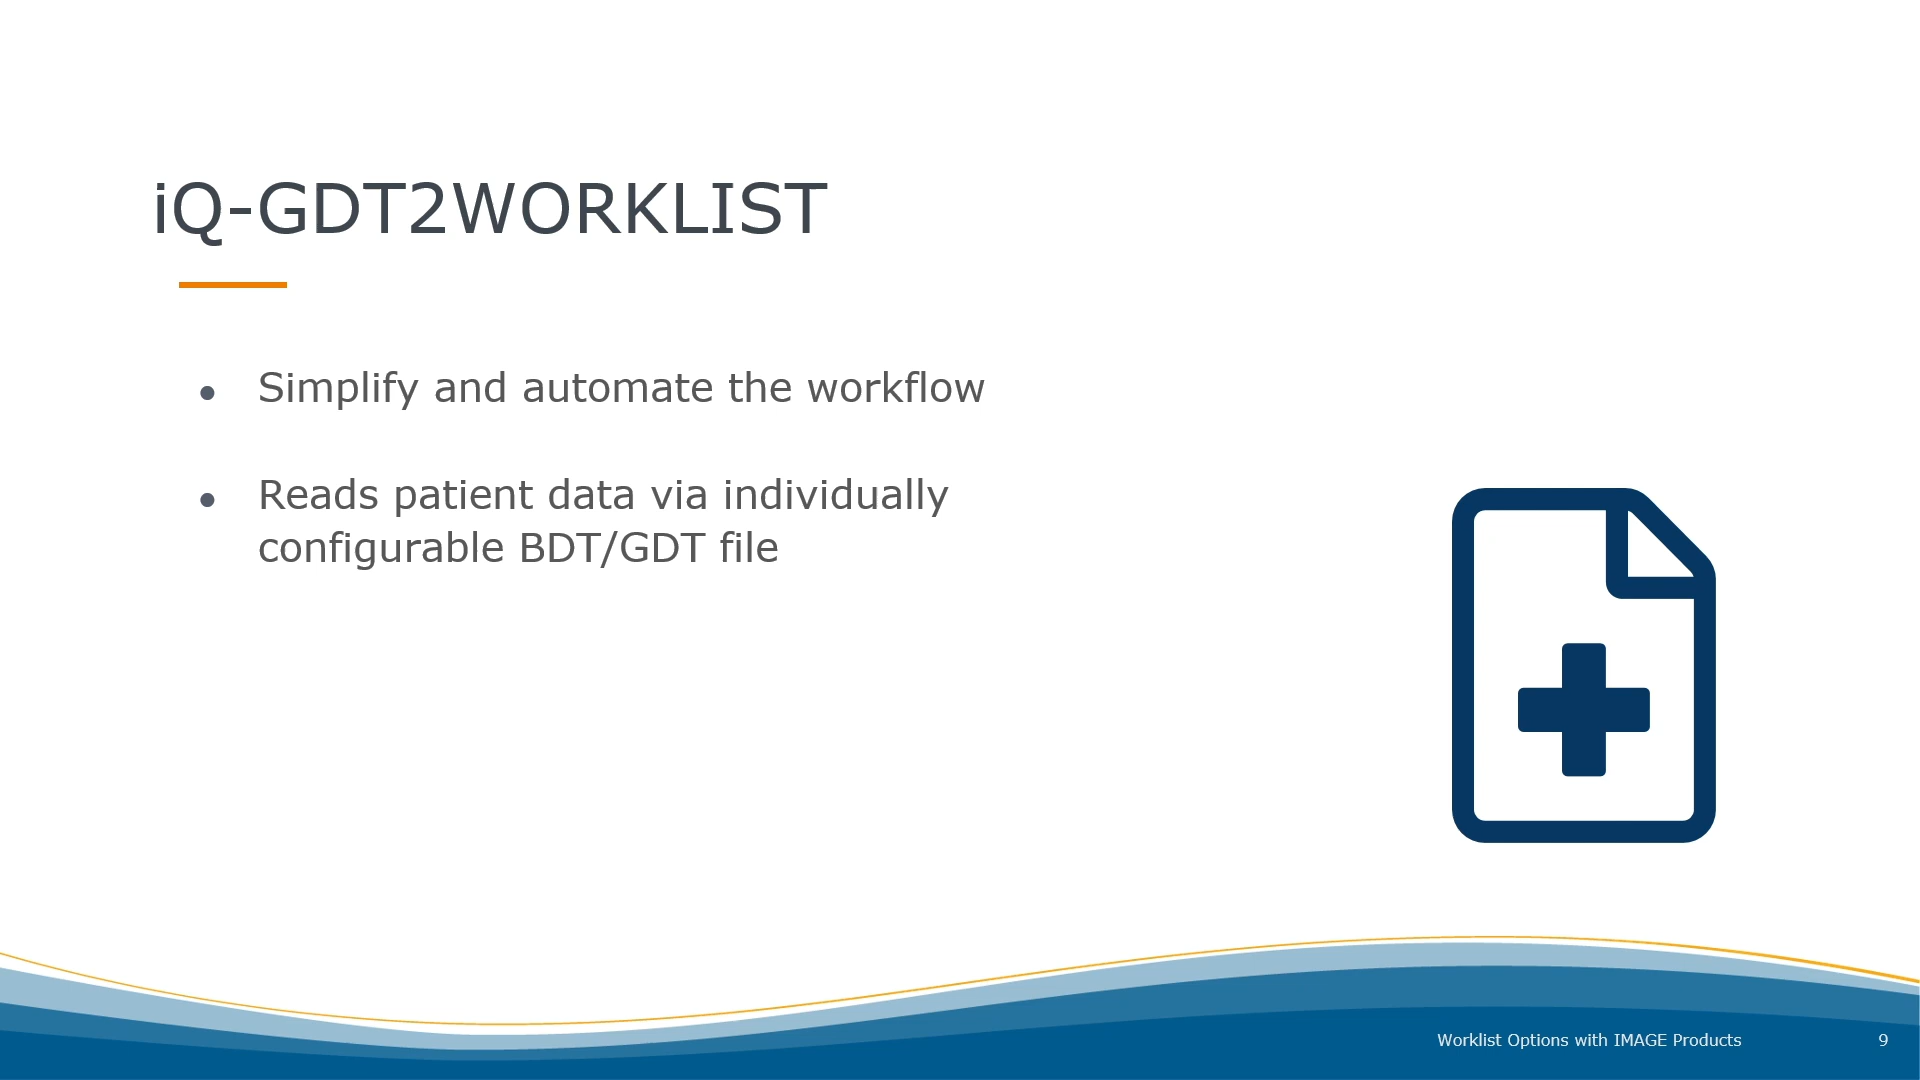 iQ-GDT2WORKLIST
● Simplify and automate the workflow
● Reads patient data via individually
configurable BDT/GDT file
Worklist Options with IMAGE Products
9